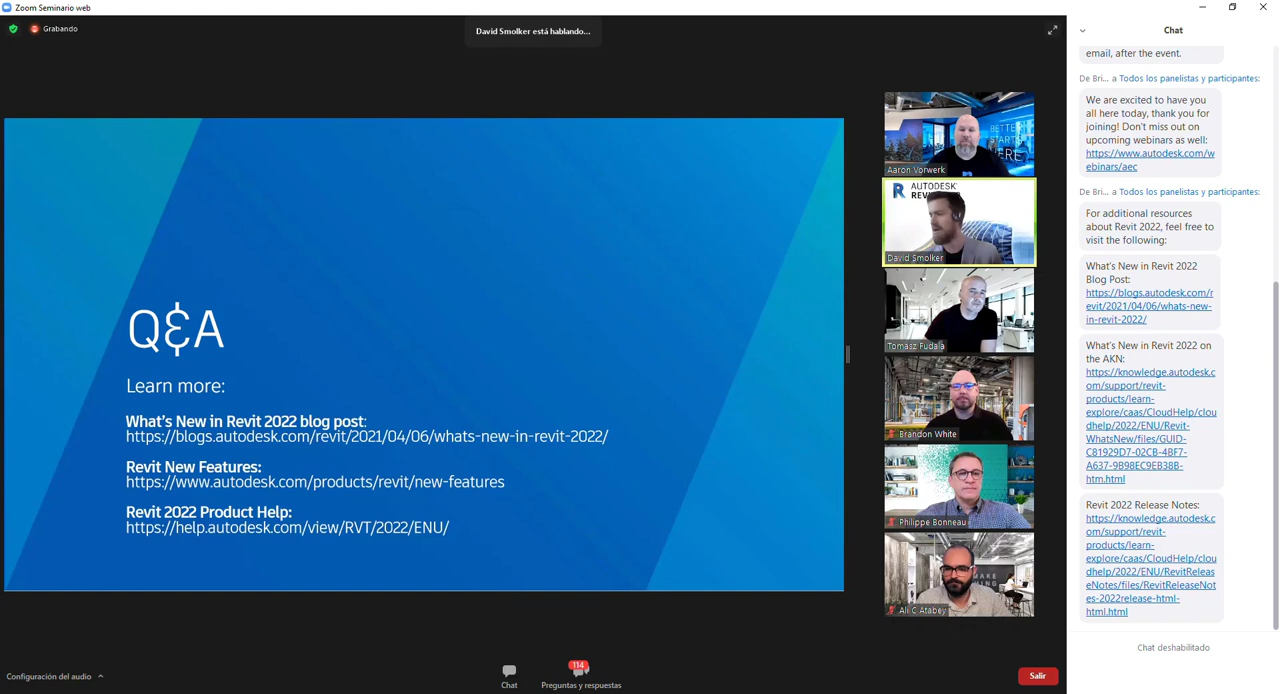 Zoom Seminario web
Grabando
David Smolker está hablando...
Q&A
Learn more:
What's New in Revit 2022 blog post:
https://blogs.autodesk.com/revit/2021/04/06/whats-new-in-revit-2022/
Revit New Features:
https://www.autodesk.com/products/revit/new-features
Revit 2022 Product Help:
https://help.autodesk.com/view/RVT/2022/ENU/
BETTER
STARTS
HERE
Aaron Vorwerk
R AUTODESK
David Smolker
Tomasz Fudala
Brandon White
Philippe Bonneau
MAKE
Ali C Atabey
Chat
email, after the event.
De Bri... a Todos los panelistas y participantes:
We are excited to have you
all here today, thank you for
joining! Don't miss out on
upcoming webinars as well:
https://www.autodesk.com/w
ebinars/aec
De Bri... a Todos los panelistas y participantes:
For additional resources
about Revit 2022, feel free to
visit the following:
What's New in Revit 2022
Blog Post:
https://blogs.autodesk.com/r
evit/2021/04/06/whats-new-
in-revit-2022/
What's New in Revit 2022 on
the AKN:
https://knowledge.autodesk.c
om/support/revit-
products/learn-
explore/caas/CloudHelp/clou
dhelp/2022/ENU/Revit-
WhatsNew/files/GUID-
C81929D7-02CB-4BF7-
A637-9B98EC9EB38B-
htm.html
Revit 2022 Release Notes:
https://knowledge.autodesk.c
om/support/revit-
products/learn-
explore/caas/CloudHelp/clou
dhelp/2022/ENU/RevitReleas
eNotes/files/RevitReleaseNot
es-2022release-html-
html.html
Chat deshabilitado
Configuración del audio
Chat
114
Preguntas y respuestas
Salir